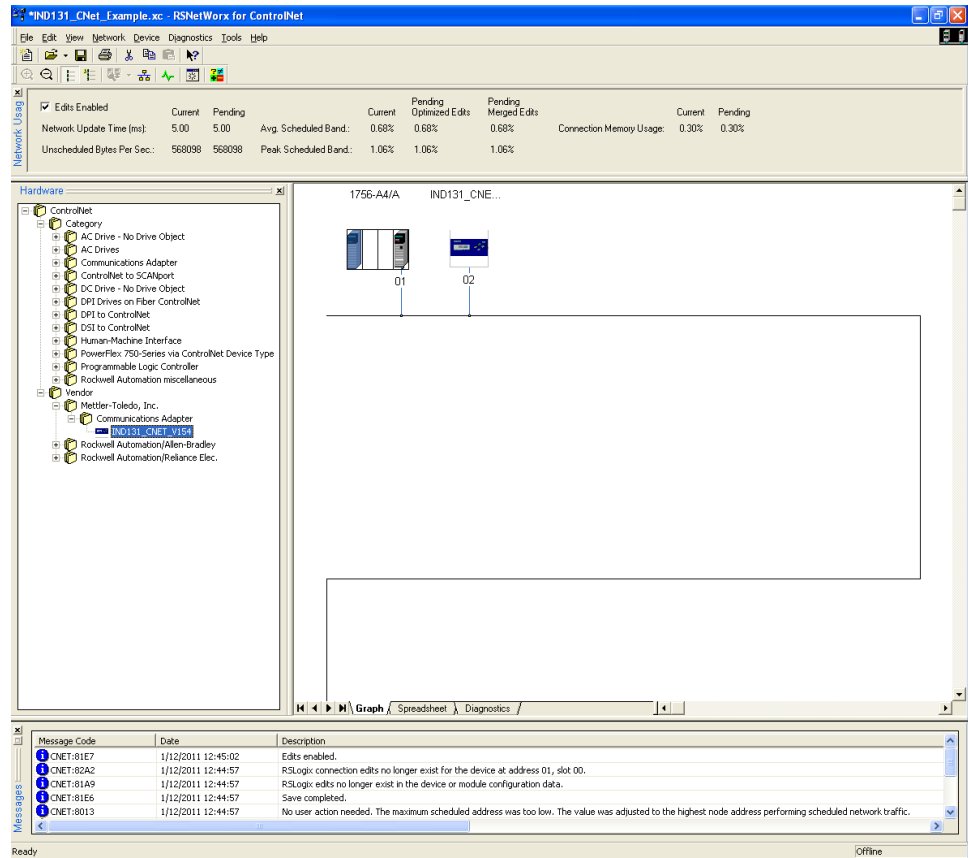 *IND131_CNet_Example.xc - RSNetWorx for ControlNet
File Edit View Network Device Diagnostics Tools Help
Network Usag
Edits Enabled
Current Pending
Current
Pending Optimized Edits
Pending Merged Edits
Current Pending
Network Update Time (ms): 5.00 5.00 Avg. Scheduled Band.: 0.68% 0.68% 0.68% Connection Memory Usage: 0.30% 0.30%
Unscheduled Bytes Per Sec.: 568098 568098 Peak Scheduled Band.: 1.06% 1.06% 1.06%
Hardware
ControlNet
Category
AC Drive - No Drive Object
AC Drives
Communications Adapter
ControlNet to SCANport
DC Drive - No Drive Object
DPI Drives on Fiber ControlNet
DPI to ControlNet
DSI to ControlNet
Human-Machine Interface
PowerFlex 750-Series via ControlNet Device Type
Programmable Logic Controller
Rockwell Automation miscellaneous
Vendor
Mettler-Toledo, Inc.
Communications Adapter
IND131_CNET_V154
Rockwell Automation/Allen-Bradley
Rockwell Automation/Reliance Elec.
1756-A4/A IND131_CNE...
01 02
Graph Spreadsheet Diagnostics
Messages
Message Code Date Description
CNET:81E7 1/12/2011 12:45:02 Edits enabled.
CNET:82A2 1/12/2011 12:44:57 RSLogix connection edits no longer exist for the device at address 01, slot 00.
CNET:81A9 1/12/2011 12:44:57 RSLogix edits no longer exist in the device or module configuration data.
CNET:81E6 1/12/2011 12:44:57 Save completed.
CNET:8013 1/12/2011 12:44:57 No user action needed. The maximum scheduled address was too low. The value was adjusted to the highest node address performing scheduled network traffic.
Ready Offline